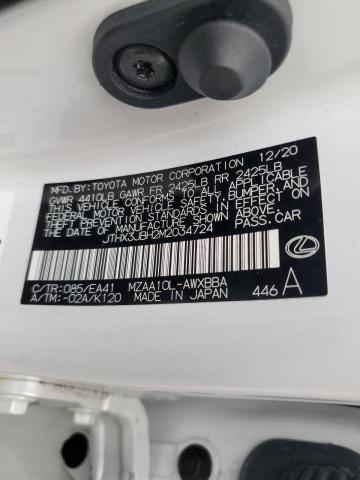 MFD. BY: TOYOTA MOTOR CORPORATION 12/20
GVWR 4410LB GAWR FR 2425LB RR 2425LB
THIS VEHICLE CONFORMS TO ALL APPLICABLE
FEDERAL MOTOR VEHICLE SAFETY, BUMPER, AND
THEFT PREVENTION STANDARDS IN EFFECT ON
THE DATE OF MANUFACTURE SHOWN ABOVE.
JTHX3JBH2M2034724 PASS.CAR
C/TR:085/EA41 MZAA10L-AWXBBA
A/TM:-02A/K120 MADE IN JAPAN 446 A